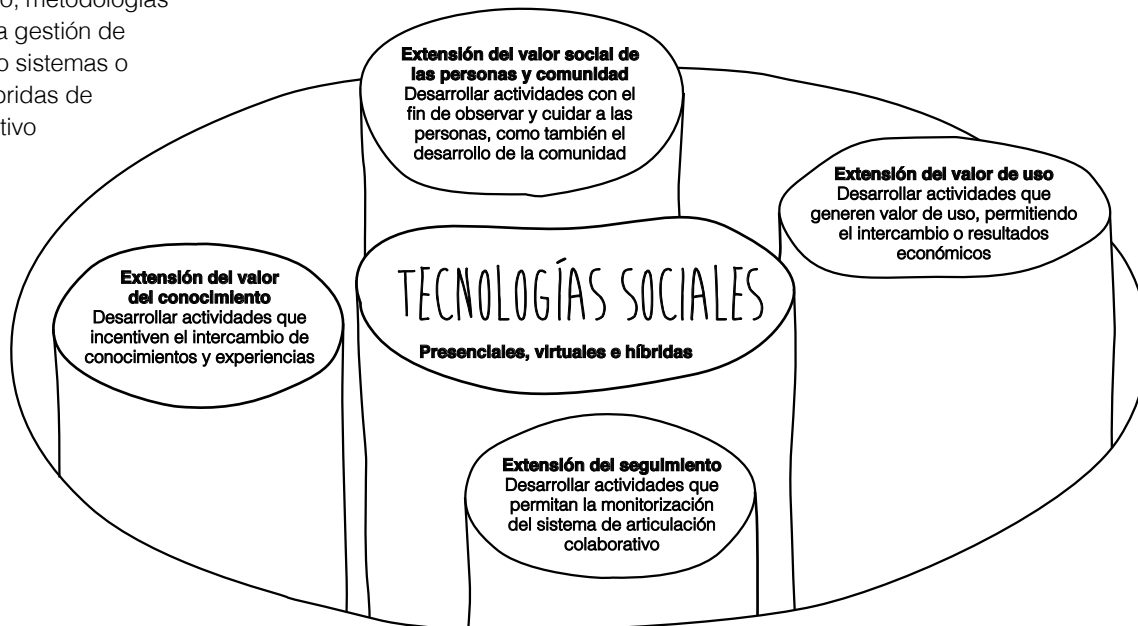 o, metodologías
a gestión de
o sistemas o
bridas de
tivo
Extensión del valor social de
las personas y comunidad
Desarrollar actividades con el
fin de observar y cuidar a las
personas, como también el
desarrollo de la comunidad
Extensión del valor de uso
Desarrollar actividades que
generen valor de uso, permitiendo
el intercambio o resultados
económicos
Extensión del valor
del conocimiento
Desarrollar actividades que
incentiven el intercambio de
conocimientos y experiencias
TECNOLOGÍAS SOCIALES
Presenciales, virtuales e híbridas
Extensión del seguimiento
Desarrollar actividades que
permitan la monitorización
del sistema de articulación
colaborativo